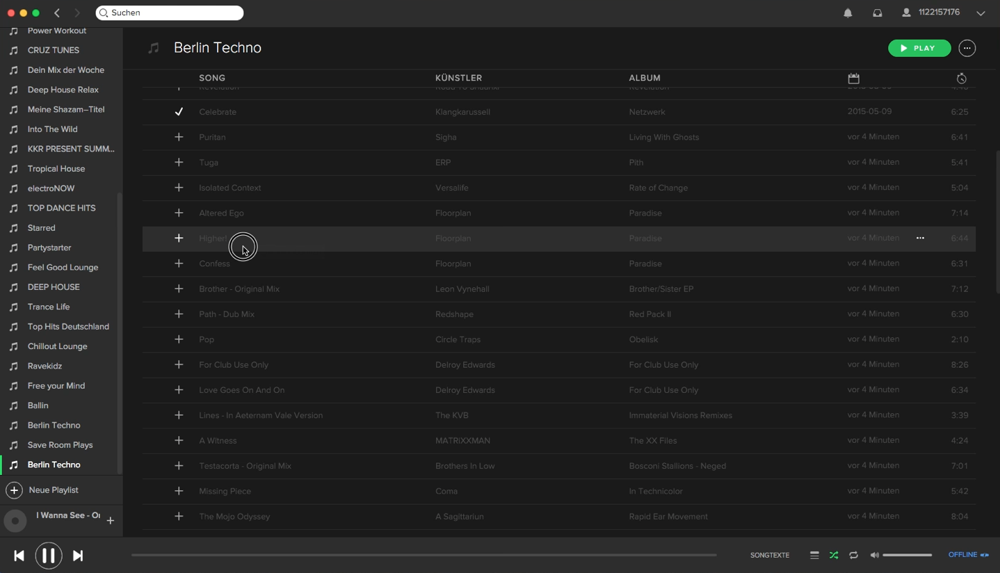 Suchen
1122157176
Power Workout
CRUZ TUNES
Dein Mix der Woche
Deep House Relax
Meine Shazam-Titel
Into The Wild
KKR PRESENT SUMM...
Tropical House
electroNOW
TOP DANCE HITS
Starred
Partystarter
Feel Good Lounge
DEEP HOUSE
Trance Life
Top Hits Deutschland
Chillout Lounge
Ravekidz
Free your Mind
Ballin
Berlin Techno
Save Room Plays
Berlin Techno
Neue Playlist
I Wanna See - Or
Berlin Techno
PLAY
SONG KÜNSTLER ALBUM
Revelation Road To Shaanxi Revelation
Celebrate Klangkarussell Netzwerk 2015-05-09 6:25
Puritan Sigha Living With Ghosts vor 4 Minuten 6:41
Tuga ERP Pith vor 4 Minuten 5:41
Isolated Context Versalife Rate of Change vor 4 Minuten 5:04
Altered Ego Floorplan Paradise vor 4 Minuten 7:14
Higher! Floorplan Paradise vor 4 Minuten 6:44
Confess Floorplan Paradise vor 4 Minuten 6:31
Brother - Original Mix Leon Vynehall Brother/Sister EP vor 4 Minuten 7:12
Path - Dub Mix Redshape Red Pack II vor 4 Minuten 6:30
Pop Circle Traps Obelisk vor 4 Minuten 2:10
For Club Use Only Delroy Edwards For Club Use Only vor 4 Minuten 8:26
Love Goes On And On Delroy Edwards For Club Use Only vor 4 Minuten 6:34
Lines - In Aeternam Vale Version The KVB Immaterial Visions Remixes vor 4 Minuten 3:39
A Witness MATRiXXMAN The XX Files vor 4 Minuten 4:24
Testacorta - Original Mix Brothers In Low Bosconi Stallions - Neged vor 4 Minuten 7:01
Missing Piece Coma In Technicolor vor 4 Minuten 5:42
The Mojo Odyssey A Sagittariun Rapid Ear Movement vor 4 Minuten 8:04
SONGTEXTE
OFFLINE